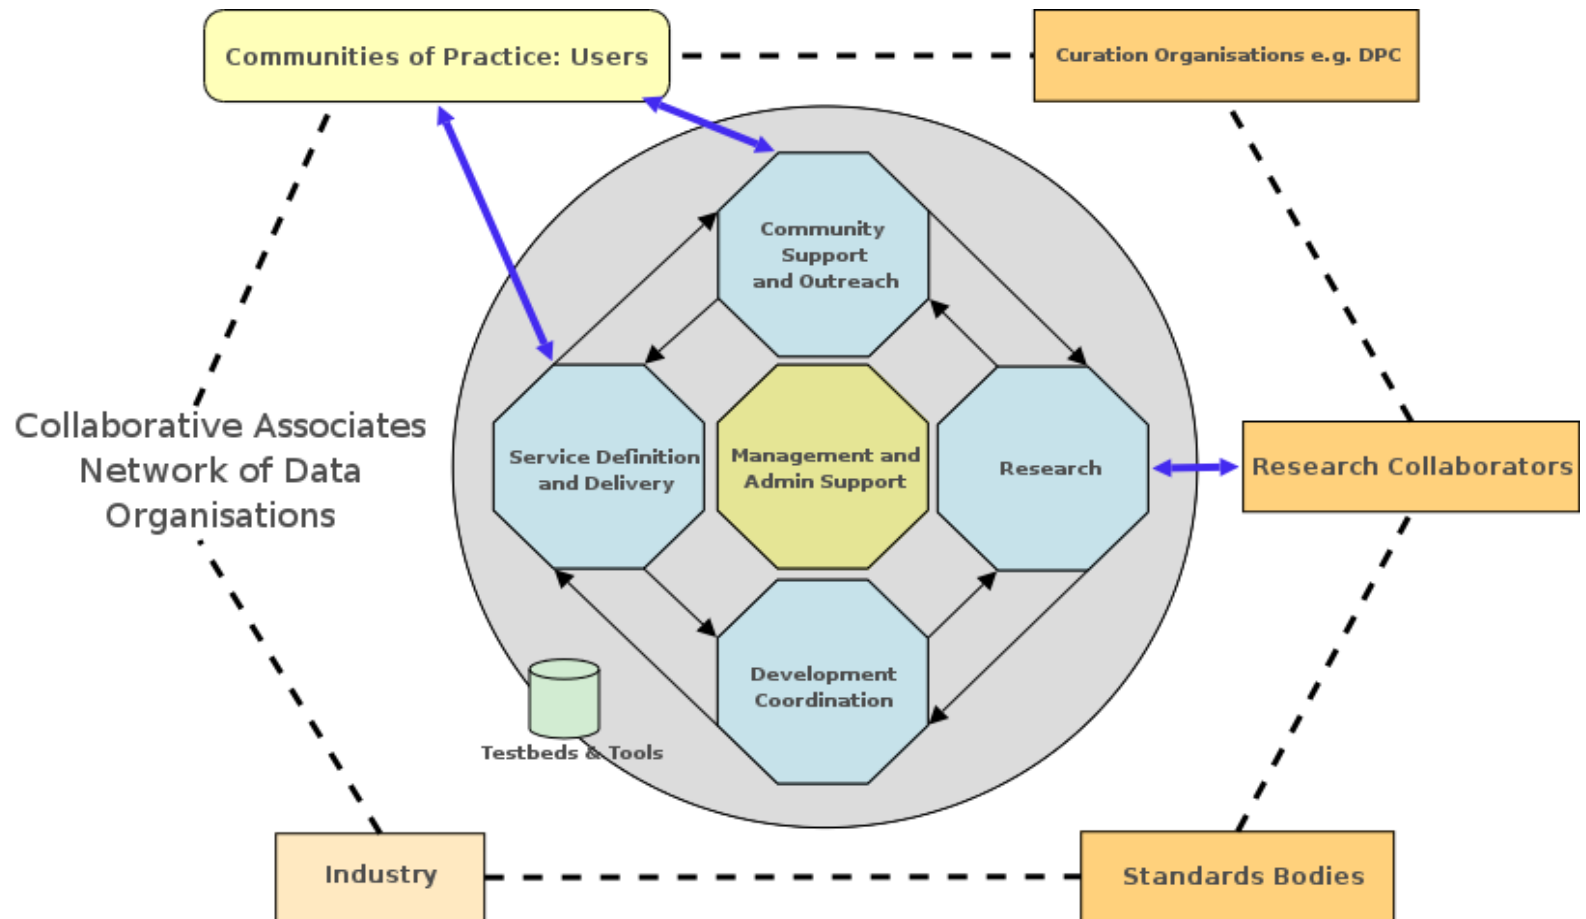 Communities of Practice: Users
Curation Organisations e.g. DPC
Community
Support
and Outreach
Collaborative Associates
Network of Data
Organisations
Service Definition
and Delivery
Management and
Admin Support
Research
Research Collaborators
Development
Coordination
Testbeds & Tools
Industry
Standards Bodies